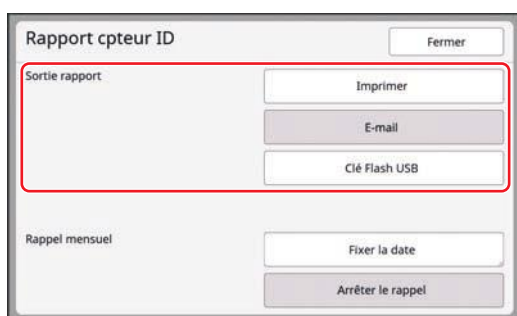 Rapport cpteur ID
Fermer
Sortie rapport
Imprimer
E-mail
Clé Flash USB
Rappel mensuel
Fixer la date
Arrêter le rappel